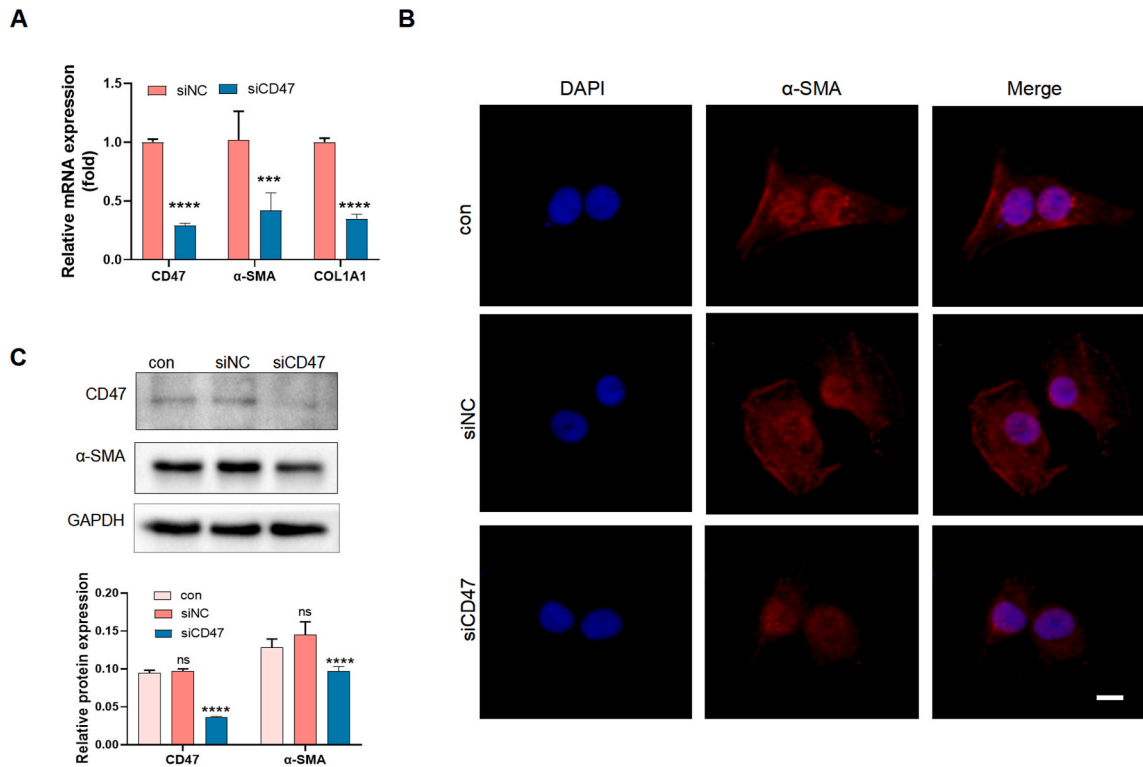 A
siNC siCD47
Relative mRNA expression
(fold)
1.5
1.0
0.5
0.0
****
***
****
CD47 α-SMA COL1A1
B
DAPI α-SMA Merge
con
siNC
siCD47
C
con siNC siCD47
CD47
α-SMA
GAPDH
Relative protein expression
0.20
0.15
0.10
0.05
0.00
con
siNC
siCD47
ns
****
ns
****
CD47 α-SMA